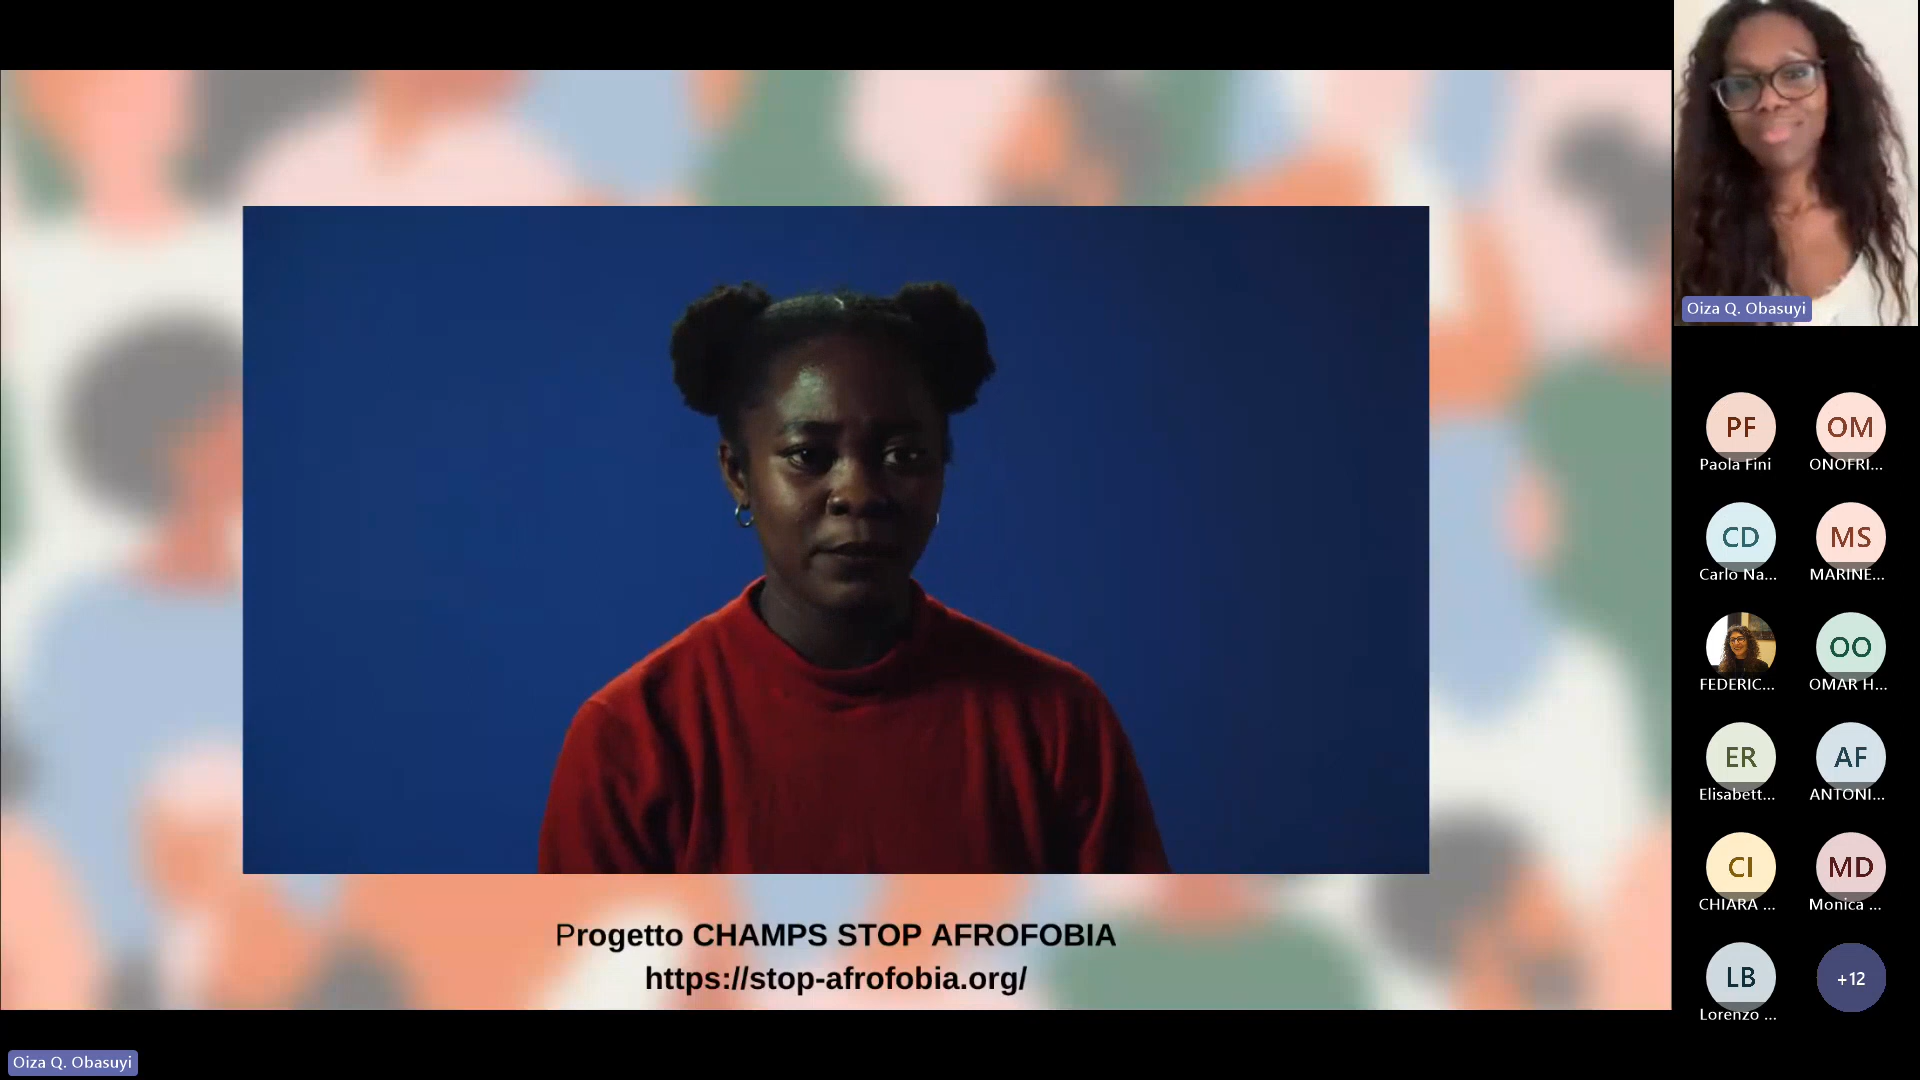 Progetto CHAMPS STOP AFROFOBIA
https://stop-afrofobia.org/
Oiza Q. Obasuyi
Oiza Q. Obasuyi
PF
Paola Fini
OM
ONOFRI...
CD
Carlo Na...
MS
MARINE...
FEDERIC...
OO
OMAR H...
ER
Elisabett...
AF
ANTONI...
CI
CHIARA ...
MD
Monica ...
LB
Lorenzo ...
+12